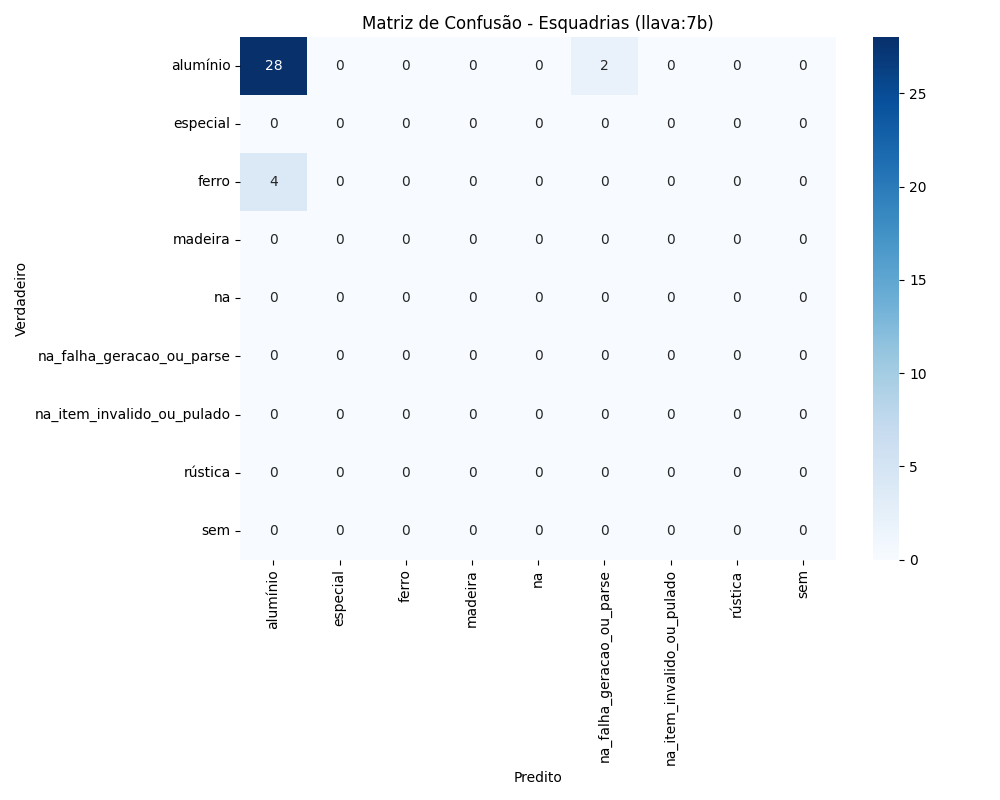 Matriz de Confusão - Esquadrias (llava:7b)
alumínio 28 0 0 0 0 2 0 0 0
especial 0 0 0 0 0 0 0 0 0
ferro 4 0 0 0 0 0 0 0 0
madeira 0 0 0 0 0 0 0 0 0
na 0 0 0 0 0 0 0 0 0
na_falha_geracao_ou_parse 0 0 0 0 0 0 0 0 0
na_item_invalido_ou_pulado 0 0 0 0 0 0 0 0 0
rústica 0 0 0 0 0 0 0 0 0
sem 0 0 0 0 0 0 0 0 0
Verdadeiro
alumínio
especial
ferro
madeira
na
na_falha_geracao_ou_parse
na_item_invalido_ou_pulado
rústica
sem
Predito
25
20
15
10
5
0